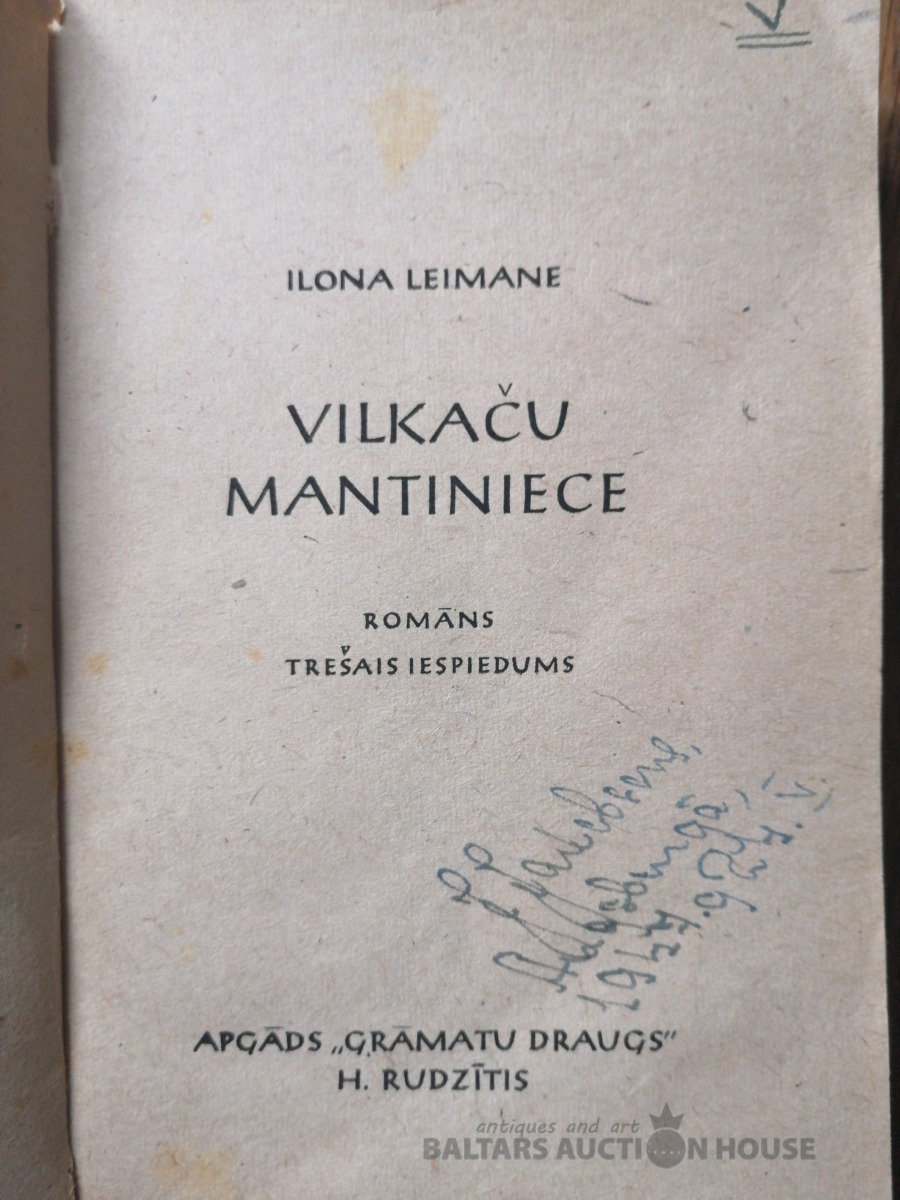 ILONA LEIMANE
VILKAČU
MANTINIECE
ROMĀNS
TREŠAIS IESPIEDUMS
APGĀDS „GRĀMATU DRAUGS”
H. RUDZĪTIS
antiques and art
BALTARS AUCTION HOUSE